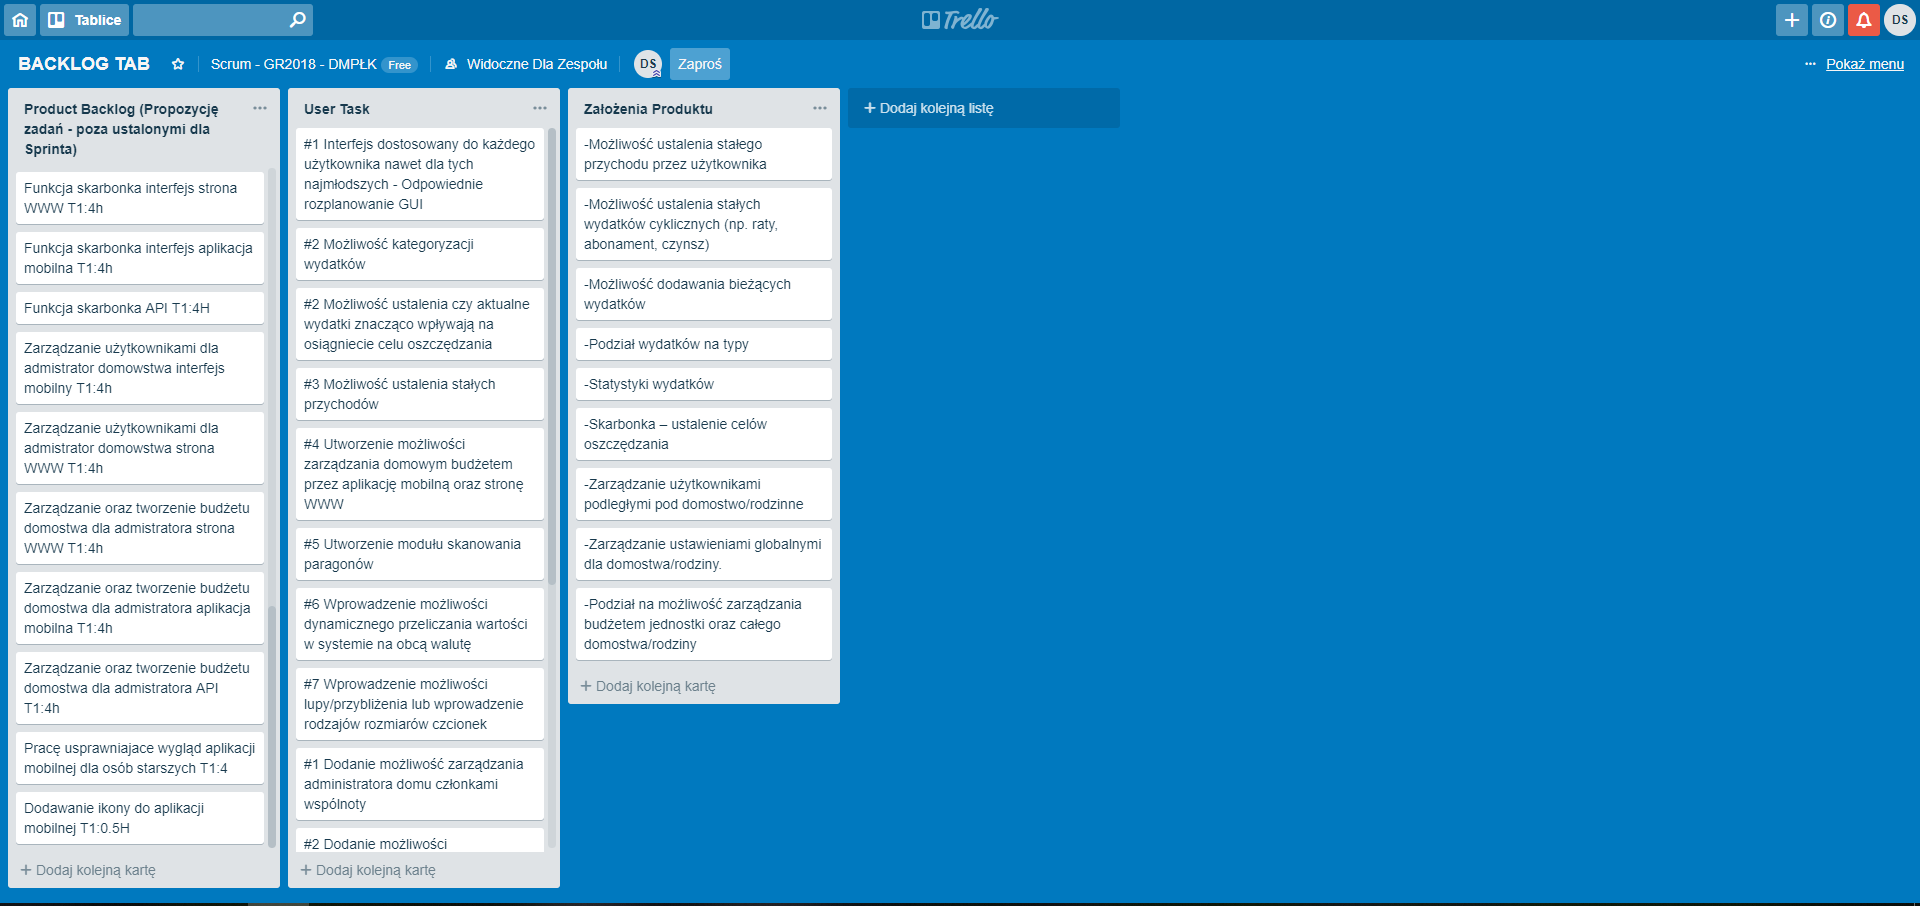 Tablice
Trello
DS
BACKLOG TAB
Scrum - GR2018 - DMPŁK Free
Widoczne Dla Zespołu
DS
Zaproś
Pokaż menu
Product Backlog (Propozycję
zadań - poza ustalonymi dla
Sprinta)
Funkcja skarbonka interfejs strona
WWW T1:4h
Funkcja skarbonka interfejs aplikacja
mobilna T1:4h
Funkcja skarbonka API T1:4H
Zarządzanie użytkownikami dla
admistrator domowstwa interfejs
mobilny T1:4h
Zarządzanie użytkownikami dla
admistrator domowstwa strona
WWW T1:4h
Zarządzanie oraz tworzenie budżetu
domostwa dla admistratora strona
WWW T1:4h
Zarządzanie oraz tworzenie budżetu
domostwa dla admistratora aplikacja
mobilna T1:4h
Zarządzanie oraz tworzenie budżetu
domostwa dla admistratora API
T1:4h
Pracę usprawniajace wygląd aplikacji
mobilnej dla osób starszych T1:4
Dodawanie ikony do aplikacji
mobilnej T1:0.5H
+ Dodaj kolejną kartę
User Task
#1 Interfejs dostosowany do każdego
użytkownika nawet dla tych
najmłodszych - Odpowiednie
rozplanowanie GUI
#2 Możliwość kategoryzacji
wydatków
#2 Możliwość ustalenia czy aktualne
wydatki znacząco wpływają na
osiągniecie celu oszczędzania
#3 Możliwość ustalenia stałych
przychodów
#4 Utworzenie możliwości
zarządzania domowym budżetem
przez aplikację mobilną oraz stronę
WWW
#5 Utworzenie modułu skanowania
paragonów
#6 Wprowadzenie możliwości
dynamicznego przeliczania wartości
w systemie na obcą walutę
#7 Wprowadzenie możliwości
lupy/przybliżenia lub wprowadzenie
rodzajów rozmiarów czcionek
#1 Dodanie możliwość zarządzania
administratora domu członkami
wspólnoty
#2 Dodanie możliwości
+ Dodaj kolejną kartę
Założenia Produktu
-Możliwość ustalenia stałego
przychodu przez użytkownika
-Możliwość ustalenia stałych
wydatków cyklicznych (np. raty,
abonament, czynsz)
-Możliwość dodawania bieżących
wydatków
-Podział wydatków na typy
-Statystyki wydatków
-Skarbonka – ustalenie celów
oszczędzania
-Zarządzanie użytkownikami
podległymi pod domostwo/rodzinne
-Zarządzanie ustawieniami globalnymi
dla domostwa/rodziny.
-Podział na możliwość zarządzania
budżetem jednostki oraz całego
domostwa/rodziny
+ Dodaj kolejną kartę
+ Dodaj kolejną listę